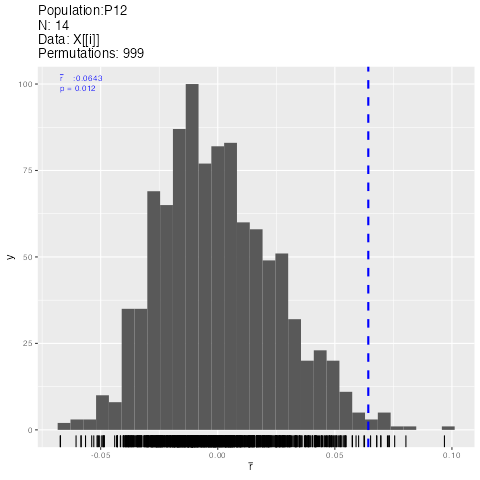 Population:P12
N: 14
Data: X[[i]]
Permutations: 999
r̄ :0.0643
p = 0.012
100
75
50
25
0
y
-0.05 0.00 0.05 0.10
r̄